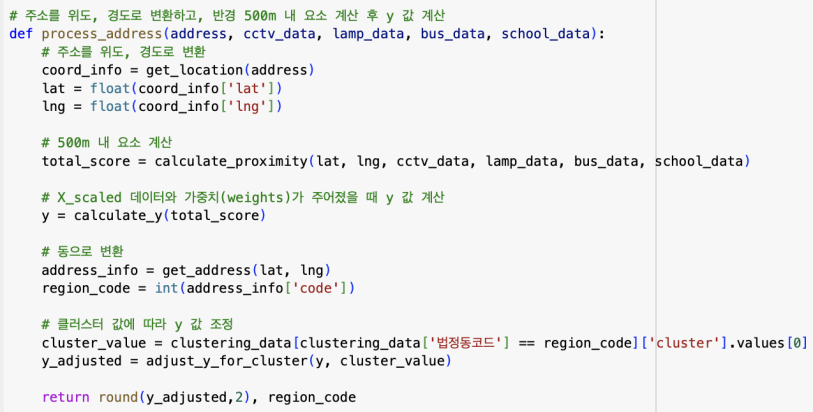 # 주소를 위도, 경도로 변환하고, 반경 500m 내 요소 계산 후 y 값 계산
def process_address(address, cctv_data, lamp_data, bus_data, school_data):
    # 주소를 위도, 경도로 변환
    coord_info = get_location(address)
    lat = float(coord_info['lat'])
    lng = float(coord_info['lng'])

    # 500m 내 요소 계산
    total_score = calculate_proximity(lat, lng, cctv_data, lamp_data, bus_data, school_data)

    # X_scaled 데이터와 가중치(weights)가 주어졌을 때 y 값 계산
    y = calculate_y(total_score)

    # 동으로 변환
    address_info = get_address(lat, lng)
    region_code = int(address_info['code'])

    # 클러스터 값에 따라 y 값 조정
    cluster_value = clustering_data[clustering_data['법정동코드'] == region_code]['cluster'].values[0]
    y_adjusted = adjust_y_for_cluster(y, cluster_value)

    return round(y_adjusted,2), region_code